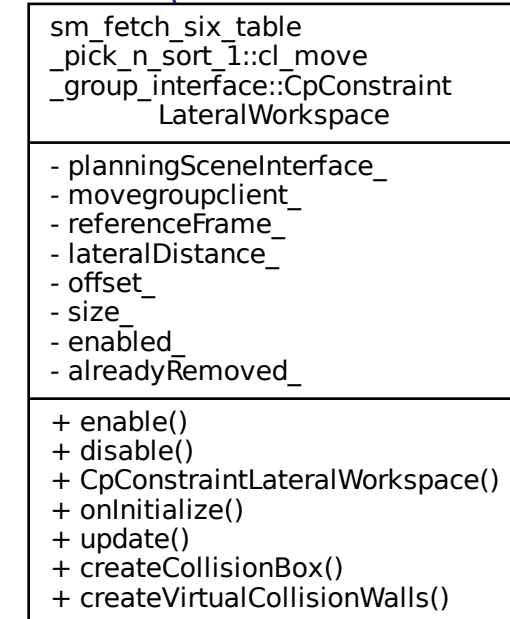 sm_fetch_six_table
_pick_n_sort_1::cl_move
_group_interface::CpConstraint
LateralWorkspace
- planningSceneInterface_
- movegroupclient_
- referenceFrame_
- lateralDistance_
- offset_
- size_
- enabled_
- alreadyRemoved_
+ enable()
+ disable()
+ CpConstraintLateralWorkspace()
+ onInitialize()
+ update()
+ createCollisionBox()
+ createVirtualCollisionWalls()